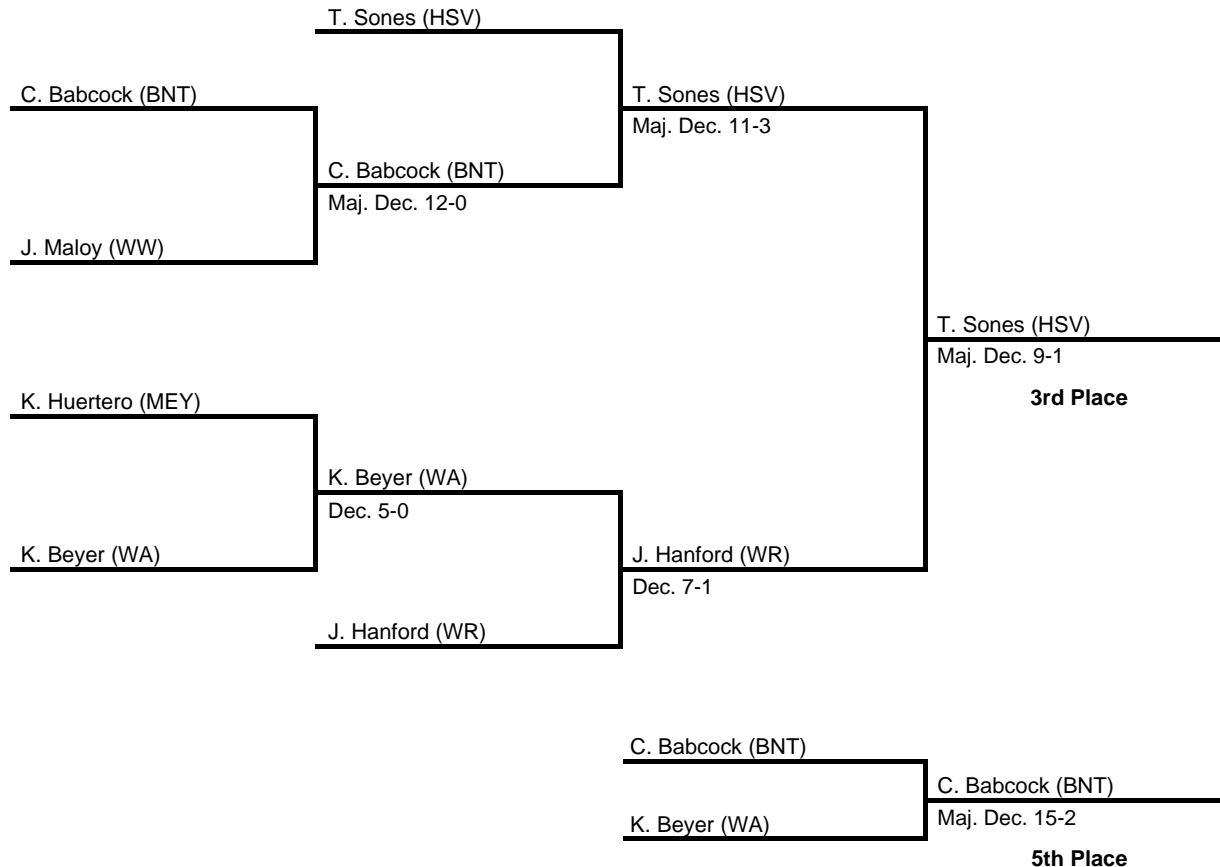 T. Sones (HSV)
C. Babcock (BNT)
T. Sones (HSV)
Maj. Dec. 11-3
C. Babcock (BNT)
Maj. Dec. 12-0
J. Maloy (WW)
T. Sones (HSV)
Maj. Dec. 9-1
3rd Place
K. Huertero (MEY)
K. Beyer (WA)
Dec. 5-0
K. Beyer (WA)
J. Hanford (WR)
Dec. 7-1
J. Hanford (WR)
C. Babcock (BNT)
C. Babcock (BNT)
Maj. Dec. 15-2
K. Beyer (WA)
5th Place